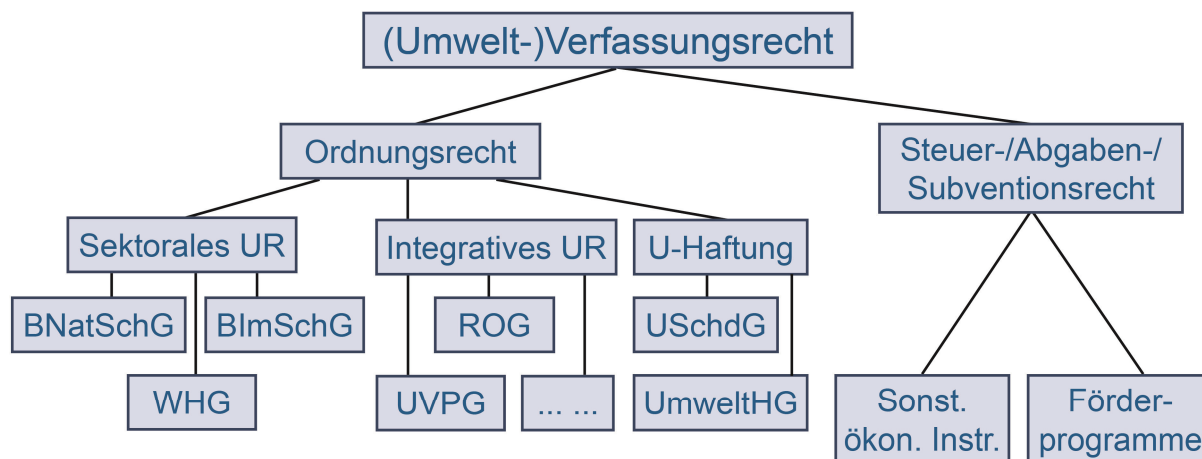 (Umwelt-)Verfassungsrecht
Ordnungsrecht
Steuer-/Abgaben-/
Subventionsrecht
Sektorales UR
Integratives UR
U-Haftung
BNatSchG
BImSchG
ROG
USchdG
WHG
UVPG
... ...
UmweltHG
Sonst.
ökon. Instr.
Förder-
programme